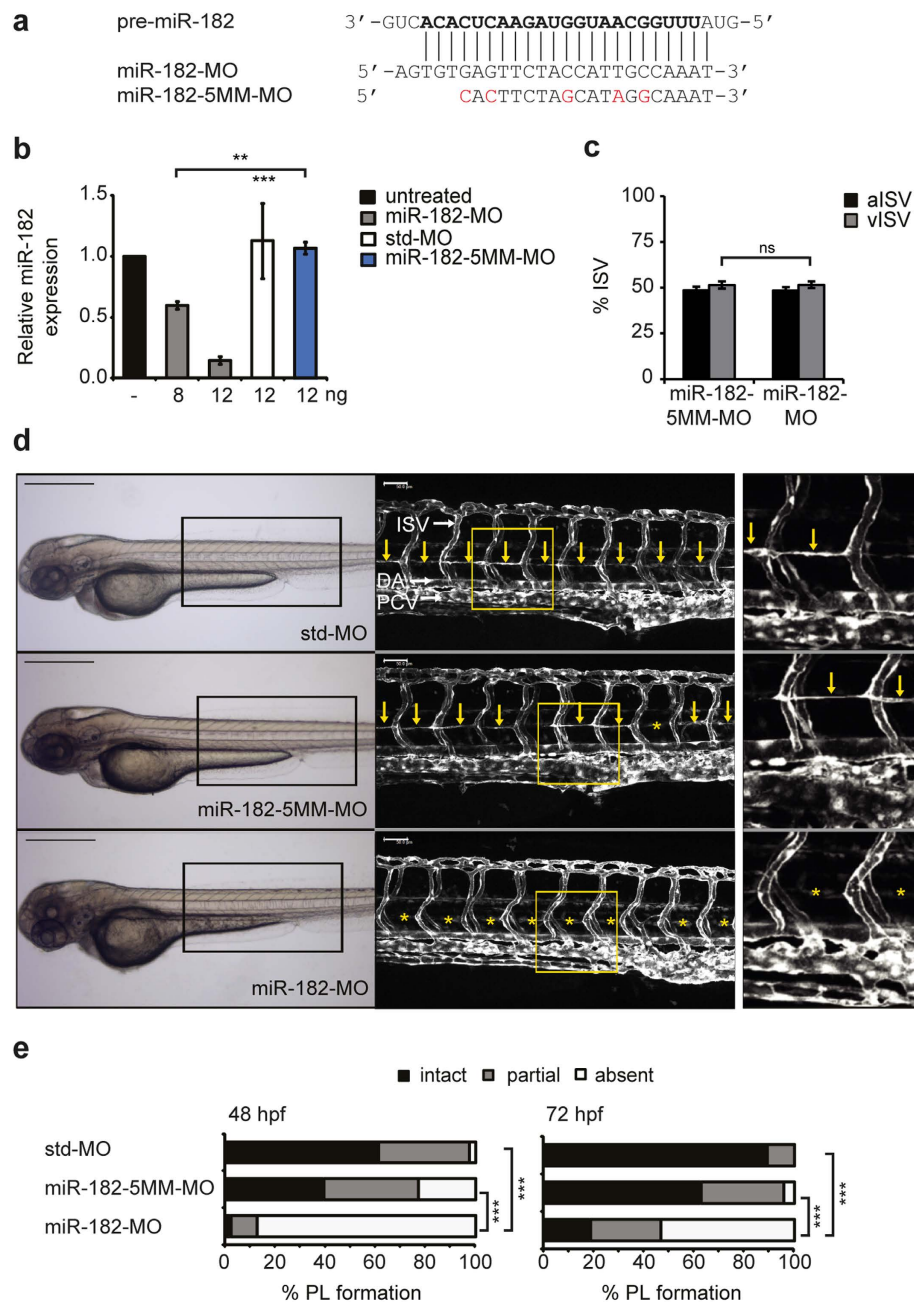 a
pre-miR-182 3’-GUCACACUCAAGAUGGUAACGGUUUAUG-5’
miR-182-MO 5’-AGTGTGAGTTCTACCATTGCCAAAT-3’
miR-182-5MM-MO 5’ CACTTCTAGCATAGGCAAAT-3’
b
** 
***
1.5
1.0
0.5
0.0
Relative miR-182
expression
- 8 12 12 12 ng
untreated
miR-182-MO
std-MO
miR-182-5MM-MO
c
100
75
50
25
0
% ISV
ns
aISV
vISV
miR-182- miR-182-
5MM-MO MO
d
ISV
DA
PCV
std-MO
*
miR-182-5MM-MO
* * * * * * * *
* *
miR-182-MO
e
intact partial absent
48 hpf 72 hpf
std-MO
miR-182-5MM-MO
miR-182-MO
*** ***
*** ***
0 20 40 60 80 100 0 20 40 60 80 100
% PL formation % PL formation